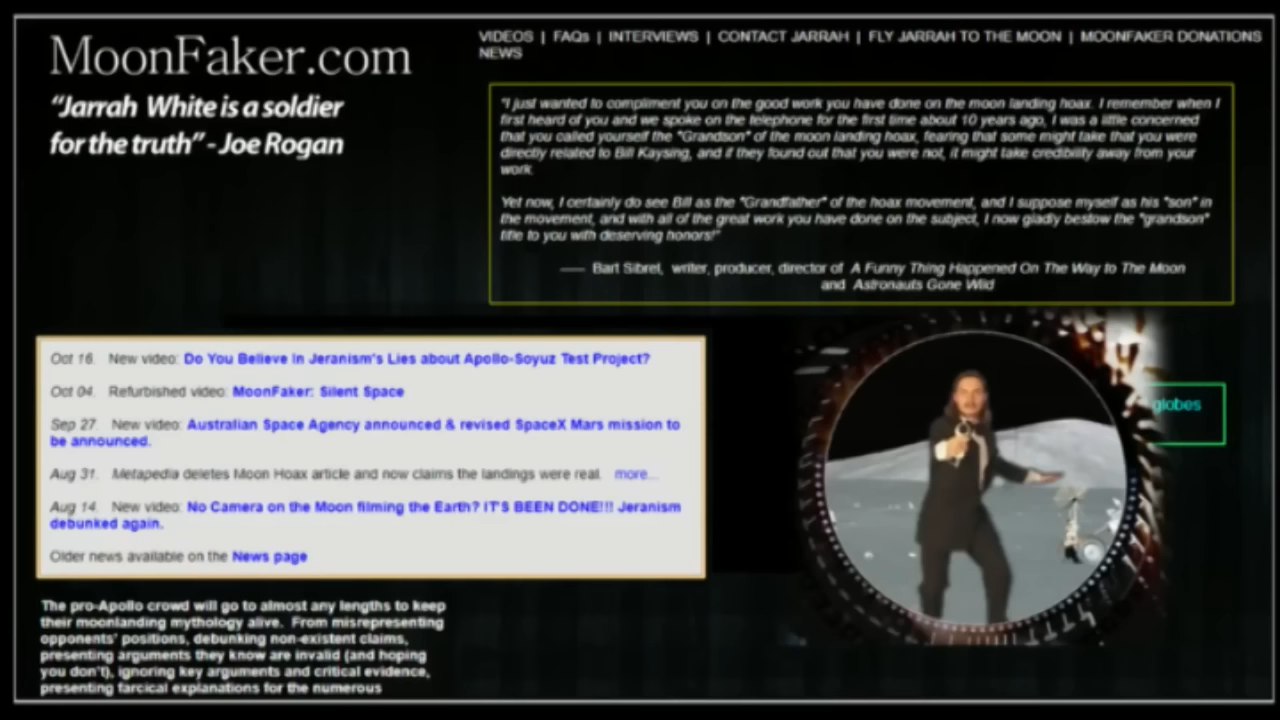 MoonFaker.com
"Jarrah White is a soldier
for the truth" - Joe Rogan
VIDEOS | FAQs | INTERVIEWS | CONTACT JARRAH | FLY JARRAH TO THE MOON | MOONFAKER DONATIONS
NEWS
"I just wanted to compliment you on the good work you have done on the moon landing hoax. I remember when I
first heard of you and we spoke on the telephone for the first time about 10 years ago, I was a little concerned
that you called yourself the "Grandson" of the moon landing hoax, fearing that some might take that you were
directly related to Bill Kaysing, and if they found out that you were not, it might take credibility away from your
work.
Yet now, I certainly do see Bill as the "Grandfather" of the hoax movement, and I suppose myself as his "son" in
the movement, and with all of the great work you have done on the subject, I now gladly bestow the "grandson"
title to you with deserving honors!"
—— Bart Sibrel, writer, producer, director of A Funny Thing Happened On The Way to The Moon
and Astronauts Gone Wild
Oct 16. New video: Do You Believe In Jeranism's Lies about Apollo-Soyuz Test Project?
Oct 04. Refurbished video: MoonFaker: Silent Space
Sep 27. New video: Australian Space Agency announced & revised SpaceX Mars mission to
be announced.
Aug 31. Metapedia deletes Moon Hoax article and now claims the landings were real. more...
Aug 14. New video: No Camera on the Moon filming the Earth? IT'S BEEN DONE!!! Jeranism
debunked again.
Older news available on the News page
globes
The pro-Apollo crowd will go to almost any lengths to keep
their moonlanding mythology alive. From misrepresenting
opponents' positions, debunking non-existent claims,
presenting arguments they know are invalid (and hoping
you don't), ignoring key arguments and critical evidence,
presenting farcical explanations for the numerous